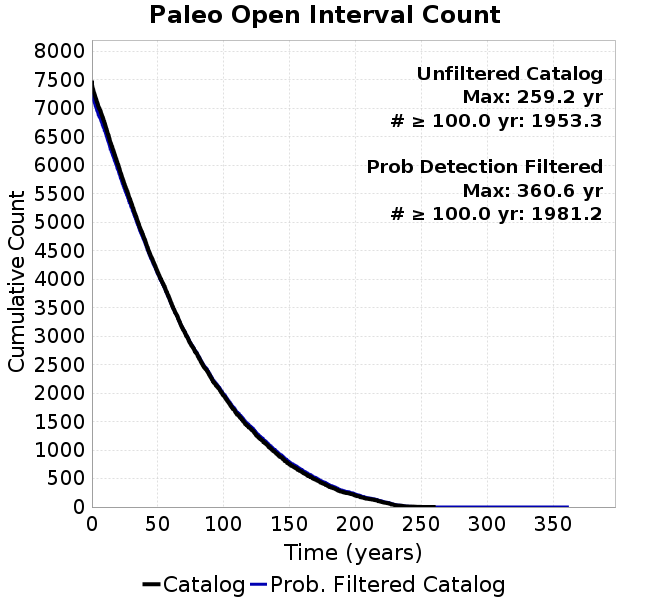 Paleo Open Interval Count
Unfiltered Catalog
Max: 259.2 yr
# ≥ 100.0 yr: 1953.3
Prob Detection Filtered
Max: 360.6 yr
# ≥ 100.0 yr: 1981.2
Cumulative Count
8000
7500
7000
6500
6000
5500
5000
4500
4000
3500
3000
2500
2000
1500
1000
500
0
0 50 100 150 200 250 300 350
Time (years)
Catalog Prob. Filtered Catalog